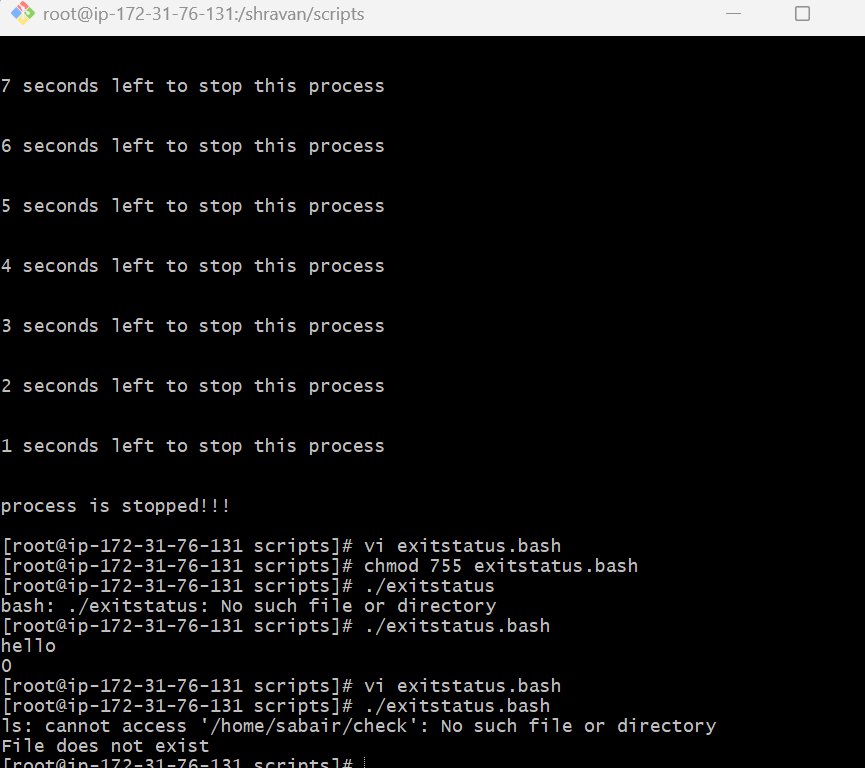 root@ip-172-31-76-131:/shravan/scripts
7 seconds left to stop this process
6 seconds left to stop this process
5 seconds left to stop this process
4 seconds left to stop this process
3 seconds left to stop this process
2 seconds left to stop this process
1 seconds left to stop this process
process is stopped!!!
[root@ip-172-31-76-131 scripts]# vi exitstatus.bash
[root@ip-172-31-76-131 scripts]# chmod 755 exitstatus.bash
[root@ip-172-31-76-131 scripts]# ./exitstatus
bash: ./exitstatus: No such file or directory
[root@ip-172-31-76-131 scripts]# ./exitstatus.bash
hello
0
[root@ip-172-31-76-131 scripts]# vi exitstatus.bash
[root@ip-172-31-76-131 scripts]# ./exitstatus.bash
ls: cannot access '/home/sabair/check': No such file or directory
File does not exist
[root@ip-172-31-76-131 scripts]#